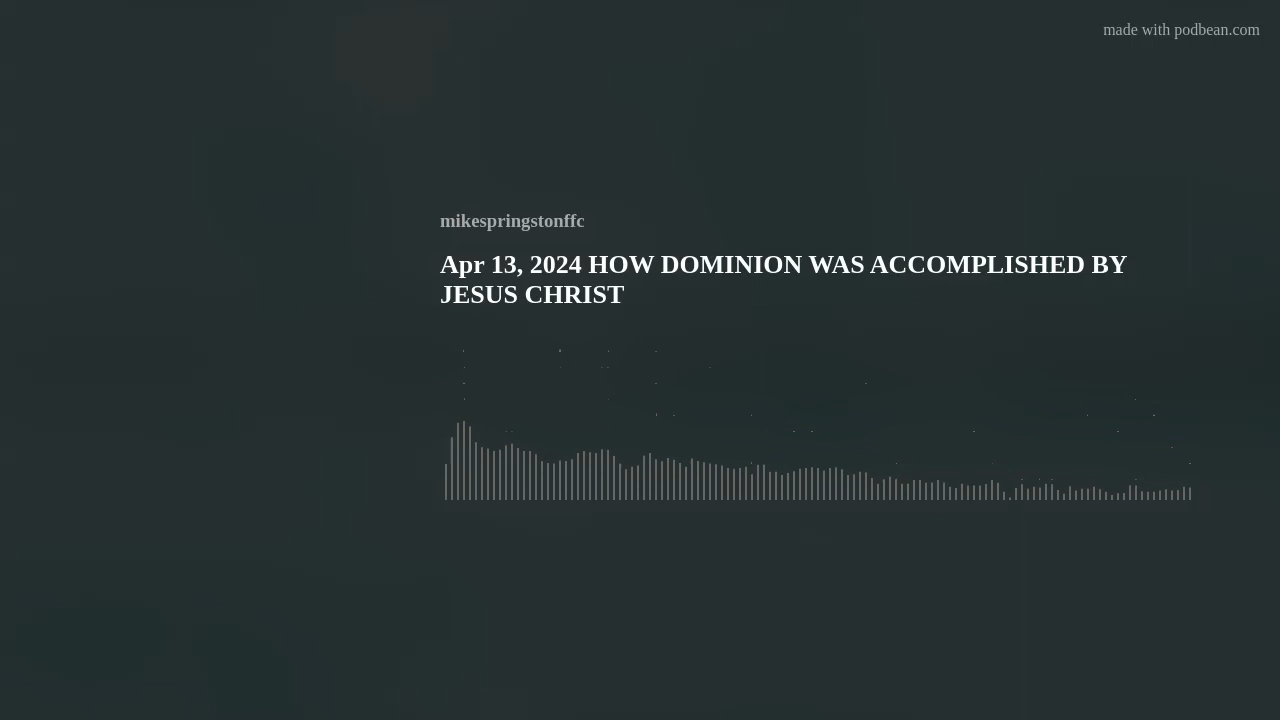 made with podbean.com
mikespringstonffc
Apr 13, 2024 HOW DOMINION WAS ACCOMPLISHED BY
JESUS CHRIST